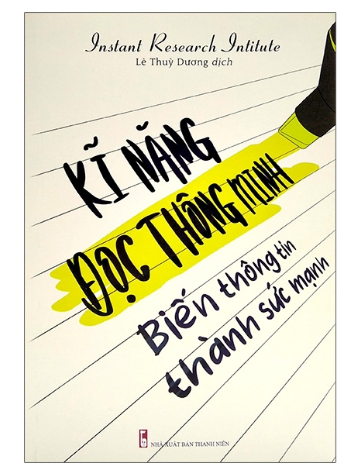 Instant Research Intitute
Lê Thuỳ Dương dịch
KĨ NĂNG
ĐỌC THÔNG MINH
Biến thông tin
thành sức mạnh
NHÀ XUẤT BẢN THANH NIÊN